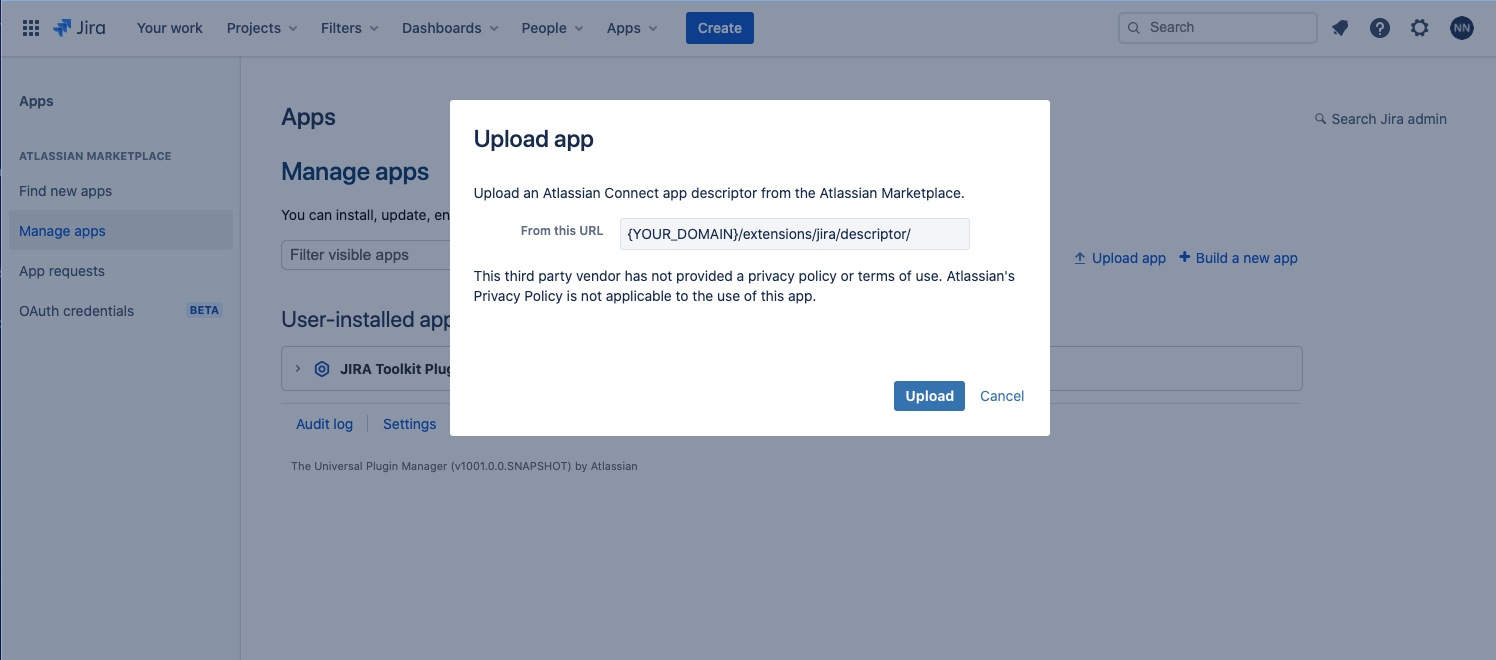 Jira Your work Projects Filters Dashboards People Apps Create Search NN
Apps
ATLASSIAN MARKETPLACE
Find new apps
Manage apps
App requests
OAuth credentials BETA
Apps
Search Jira admin
Manage apps
You can install, update, en
Filter visible apps
Upload app Build a new app
User-installed app
JIRA Toolkit Plug
Audit log Settings
The Universal Plugin Manager (v1001.0.0.SNAPSHOT) by Atlassian
Upload app
Upload an Atlassian Connect app descriptor from the Atlassian Marketplace.
From this URL {YOUR_DOMAIN}/extensions/jira/descriptor/
This third party vendor has not provided a privacy policy or terms of use. Atlassian's
Privacy Policy is not applicable to the use of this app.
Upload Cancel